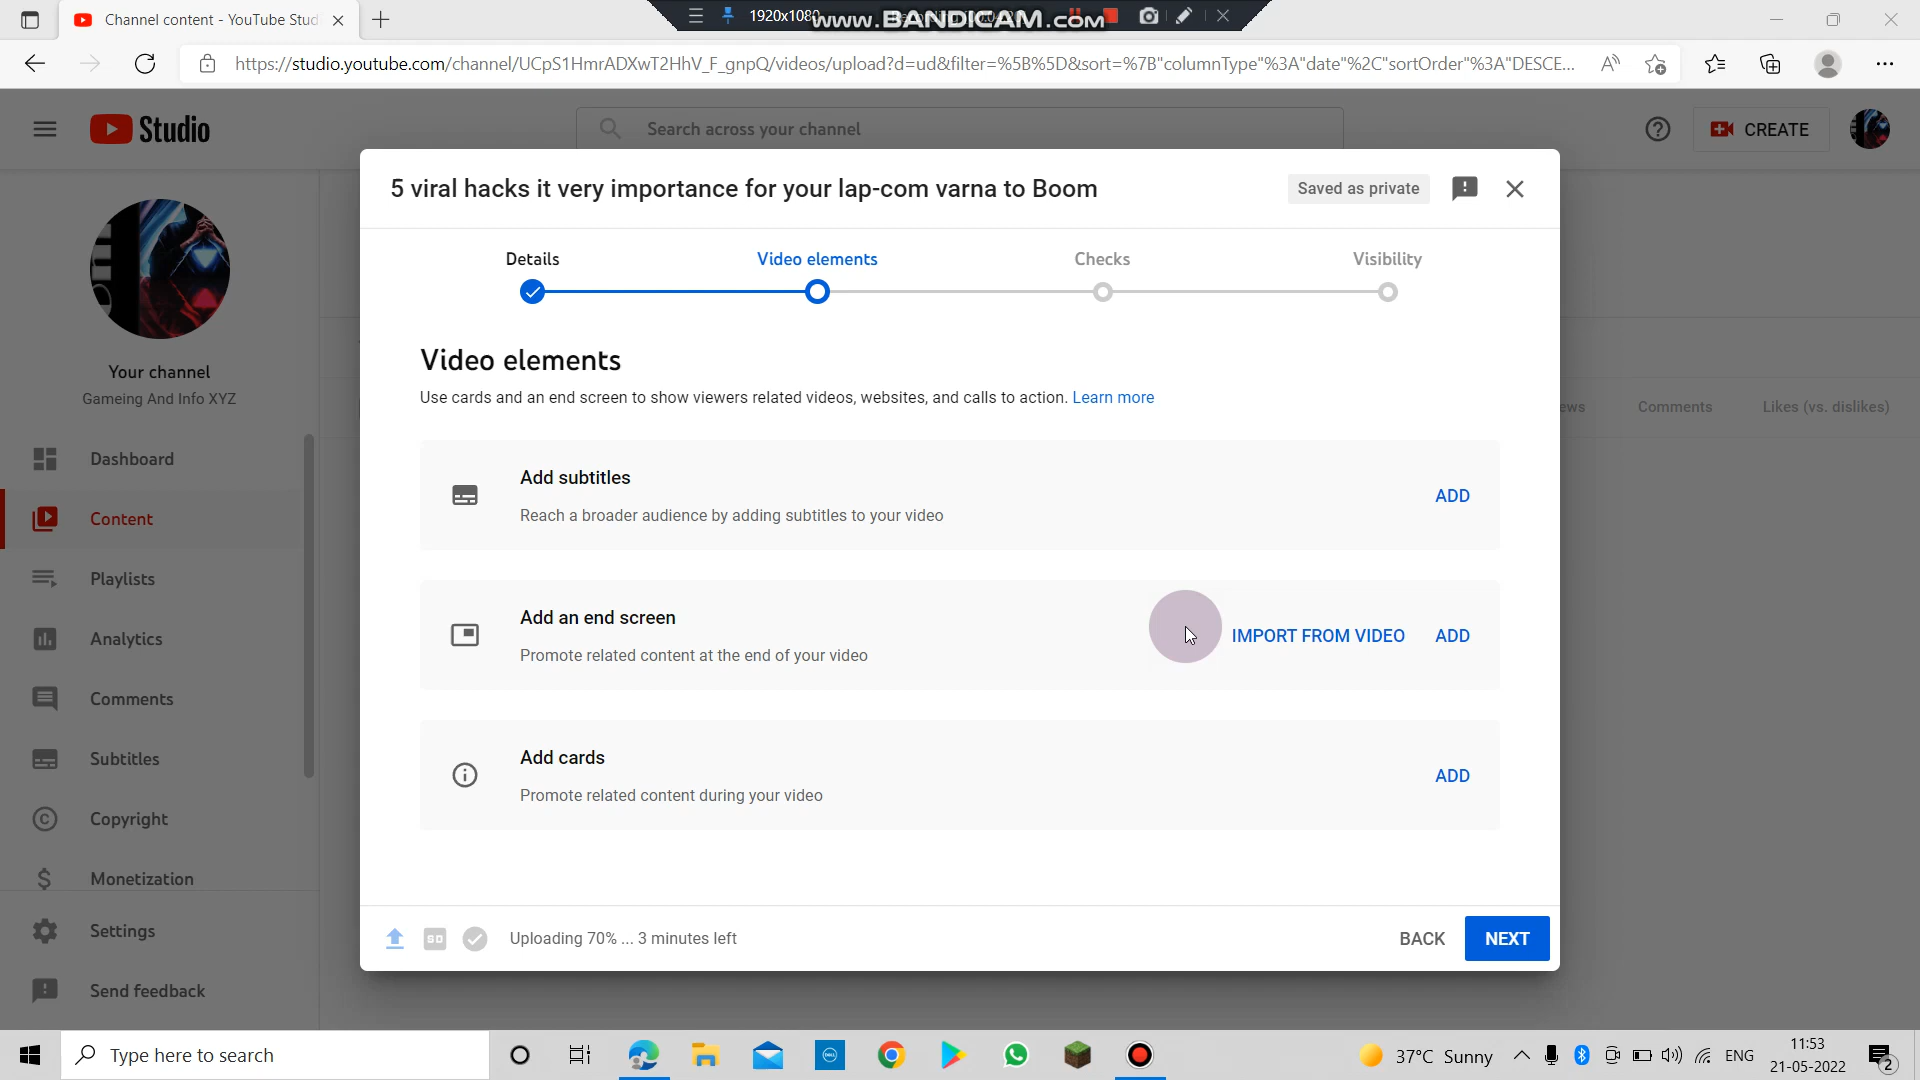 Channel content - YouTube Stud
1920x1080
www.BANDICAM.com
https://studio.youtube.com/channel/UCpS1HmrADXwT2HhV_F_gnpQ/videos/upload?d=ud&filter=%5B%5D&sort=%7B"columnType"%3A"date"%2C"sortOrder"%3A"DESCE...
Studio
Search across your channel
CREATE
5 viral hacks it very importance for your lap-com varna to Boom
Saved as private
Details
Video elements
Checks
Visibility
Video elements
Use cards and an end screen to show viewers related videos, websites, and calls to action. Learn more
Your channel
Gameing And Info XYZ
ews
Comments
Likes (vs. dislikes)
Dashboard
Content
Playlists
Analytics
Comments
Subtitles
Copyright
Monetization
Settings
Send feedback
Add subtitles
Reach a broader audience by adding subtitles to your video
ADD
Add an end screen
Promote related content at the end of your video
IMPORT FROM VIDEO
ADD
Add cards
Promote related content during your video
ADD
SD
Uploading 70% ... 3 minutes left
BACK
NEXT
Type here to search
DELL
37°C Sunny
ENG
11:53
21-05-2022
2